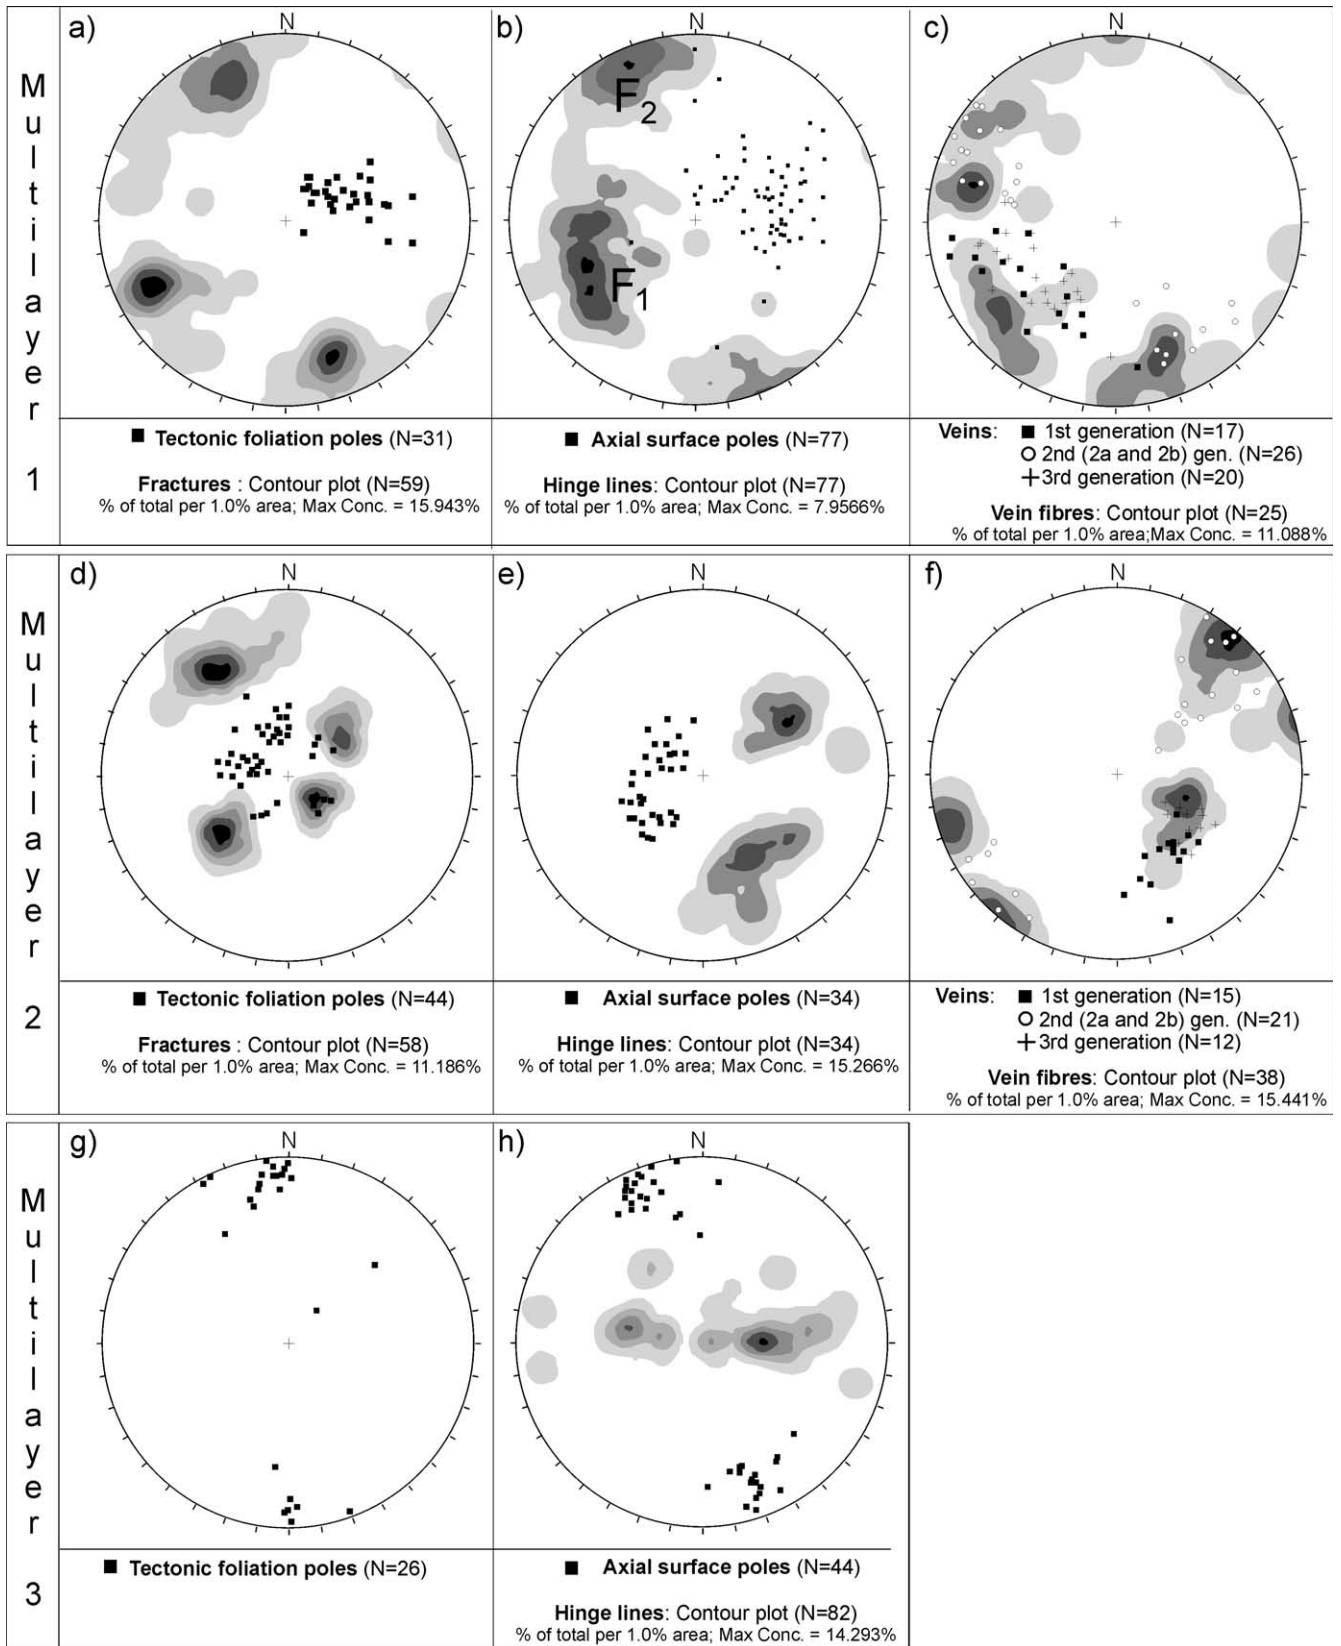 Multilayer 1
a)
N
b)
N
F2
F1
c)
N
■ Tectonic foliation poles (N=31)
Fractures : Contour plot (N=59)
% of total per 1.0% area; Max Conc. = 15.943%
■ Axial surface poles (N=77)
Hinge lines: Contour plot (N=77)
% of total per 1.0% area; Max Conc. = 7.9566%
Veins: ■ 1st generation (N=17)
○ 2nd (2a and 2b) gen. (N=26)
+ 3rd generation (N=20)
Vein fibres: Contour plot (N=25)
% of total per 1.0% area;Max Conc. = 11.088%
Multilayer 2
d)
N
e)
N
f)
N
■ Tectonic foliation poles (N=44)
Fractures : Contour plot (N=58)
% of total per 1.0% area; Max Conc. = 11.186%
■ Axial surface poles (N=34)
Hinge lines: Contour plot (N=34)
% of total per 1.0% area; Max Conc. = 15.266%
Veins: ■ 1st generation (N=15)
○ 2nd (2a and 2b) gen. (N=21)
+ 3rd generation (N=12)
Vein fibres: Contour plot (N=38)
% of total per 1.0% area; Max Conc. = 15.441%
Multilayer 3
g)
N
h)
N
■ Tectonic foliation poles (N=26)
■ Axial surface poles (N=44)
Hinge lines: Contour plot (N=82)
% of total per 1.0% area; Max Conc. = 14.293%